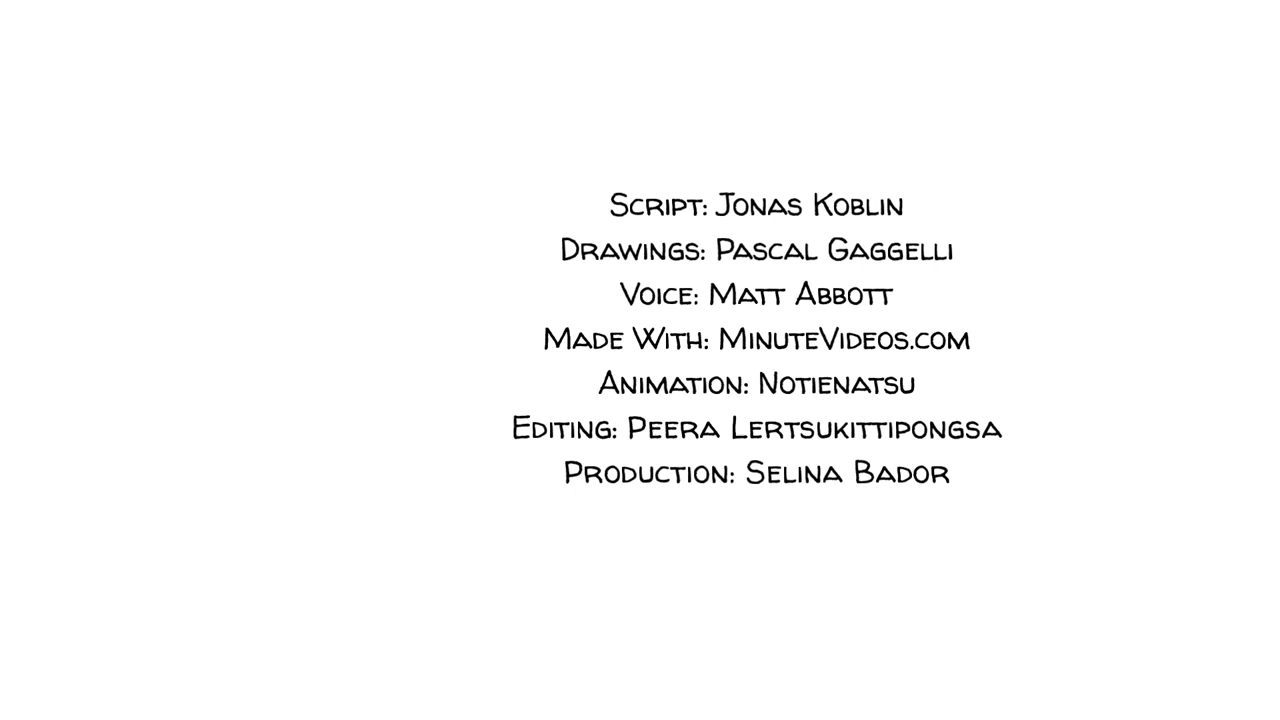 Script: Jonas Koblin
Drawings: Pascal Gaggelli
Voice: Matt Abbott
Made With: MinuteVideos.com
Animation: Notienatsu
Editing: Peera Lertsukittipongsa
Production: Selina Bador